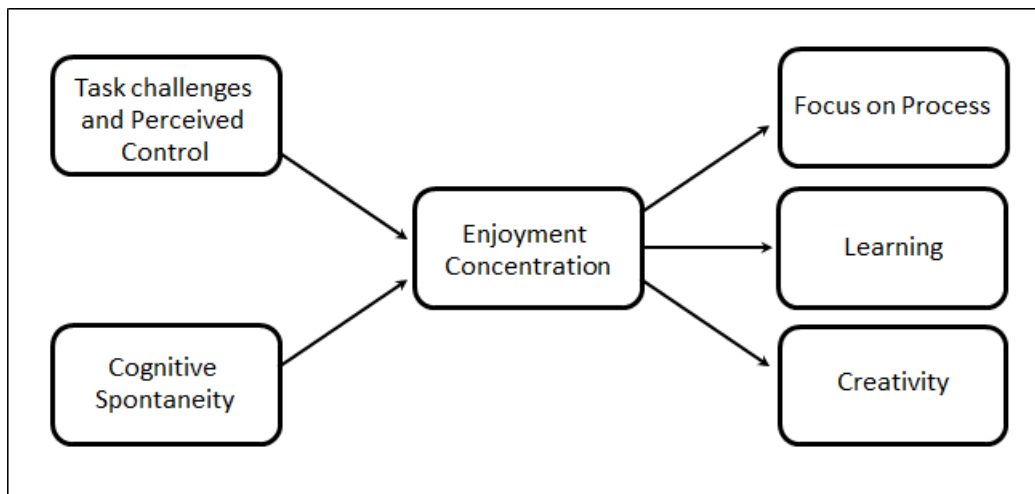 Task challenges
and Perceived
Control
Cognitive
Spontaneity
Enjoyment
Concentration
Focus on Process
Learning
Creativity